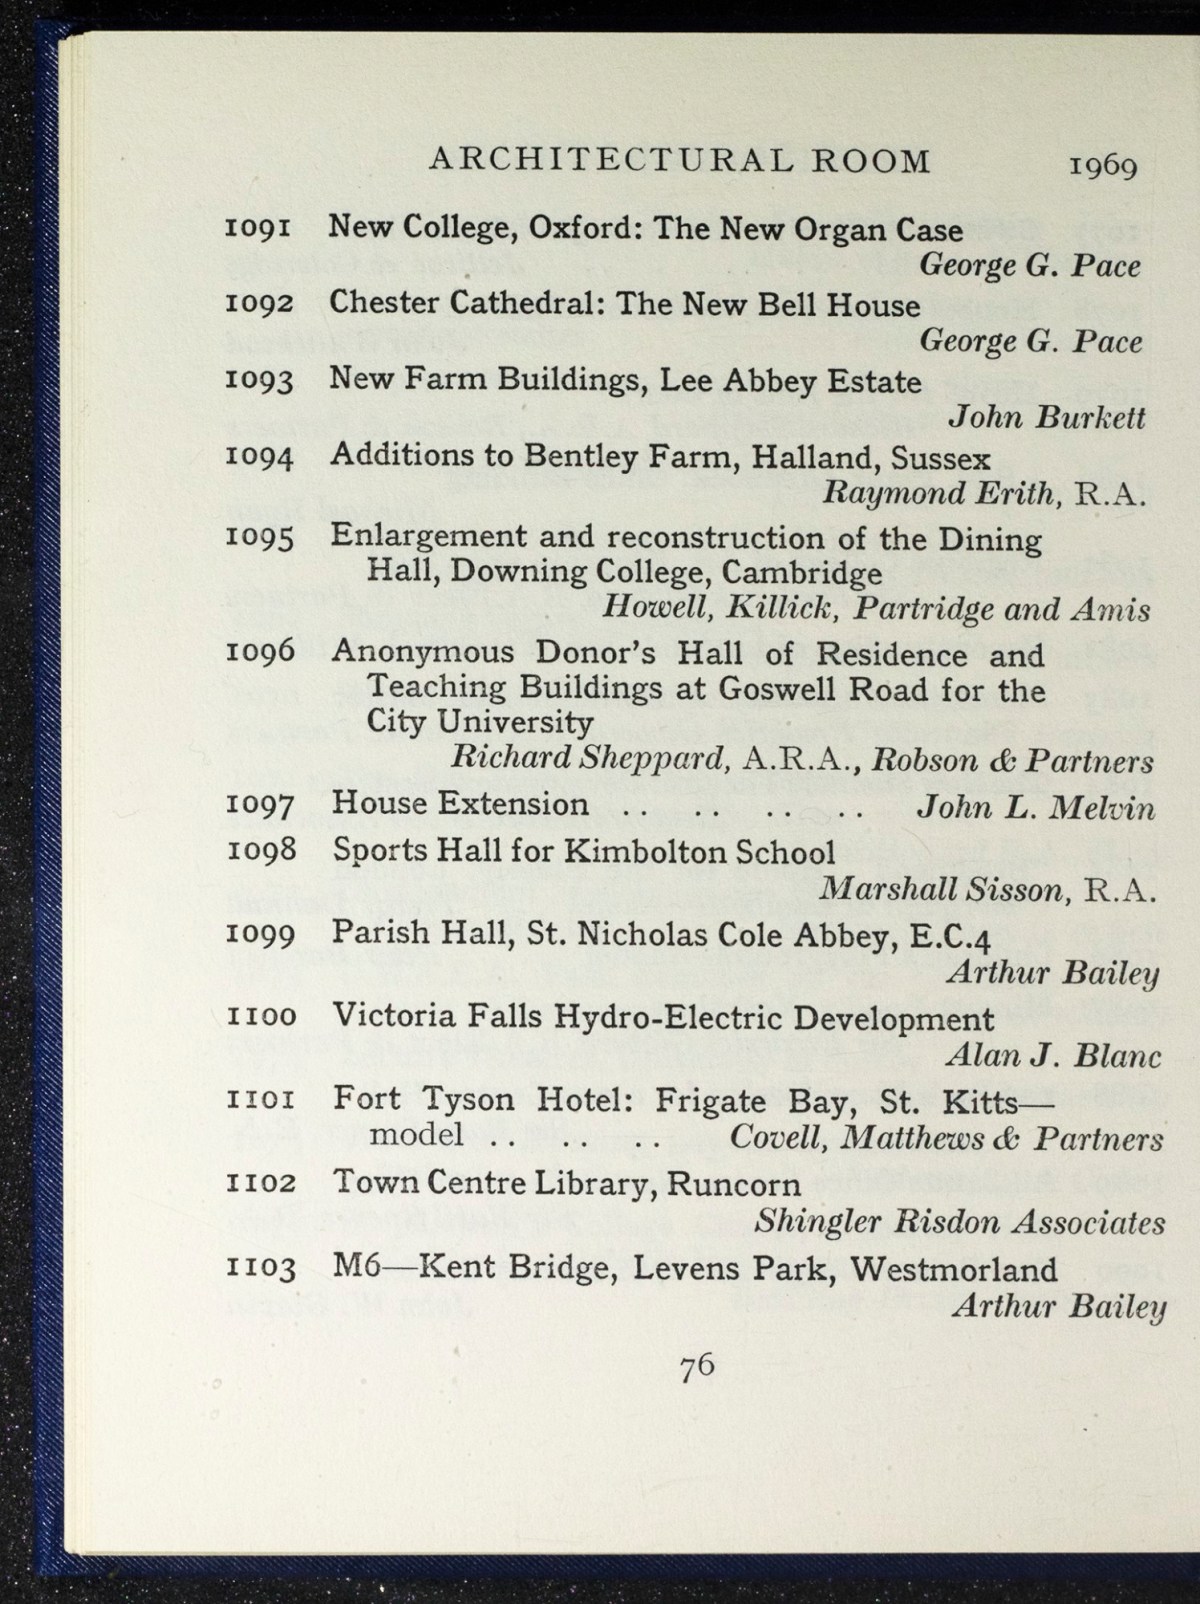 ARCHITECTURAL ROOM 1969
1091 New College, Oxford: The New Organ Case
George G. Pace
1092 Chester Cathedral: The New Bell House
George G. Pace
1093 New Farm Buildings, Lee Abbey Estate
John Burkett
1094 Additions to Bentley Farm, Halland, Sussex
Raymond Erith, R.A.
1095 Enlargement and reconstruction of the Dining
Hall, Downing College, Cambridge
Howell, Killick, Partridge and Amis
1096 Anonymous Donor's Hall of Residence and
Teaching Buildings at Goswell Road for the
City University
Richard Sheppard, A.R.A., Robson & Partners
1097 House Extension .. .. .. .. John L. Melvin
1098 Sports Hall for Kimbolton School
Marshall Sisson, R.A.
1099 Parish Hall, St. Nicholas Cole Abbey, E.C.4
Arthur Bailey
1100 Victoria Falls Hydro-Electric Development
Alan J. Blanc
1101 Fort Tyson Hotel: Frigate Bay, St. Kitts—
model .. .. .. Covell, Matthews & Partners
1102 Town Centre Library, Runcorn
Shingler Risdon Associates
1103 M6—Kent Bridge, Levens Park, Westmorland
Arthur Bailey
76